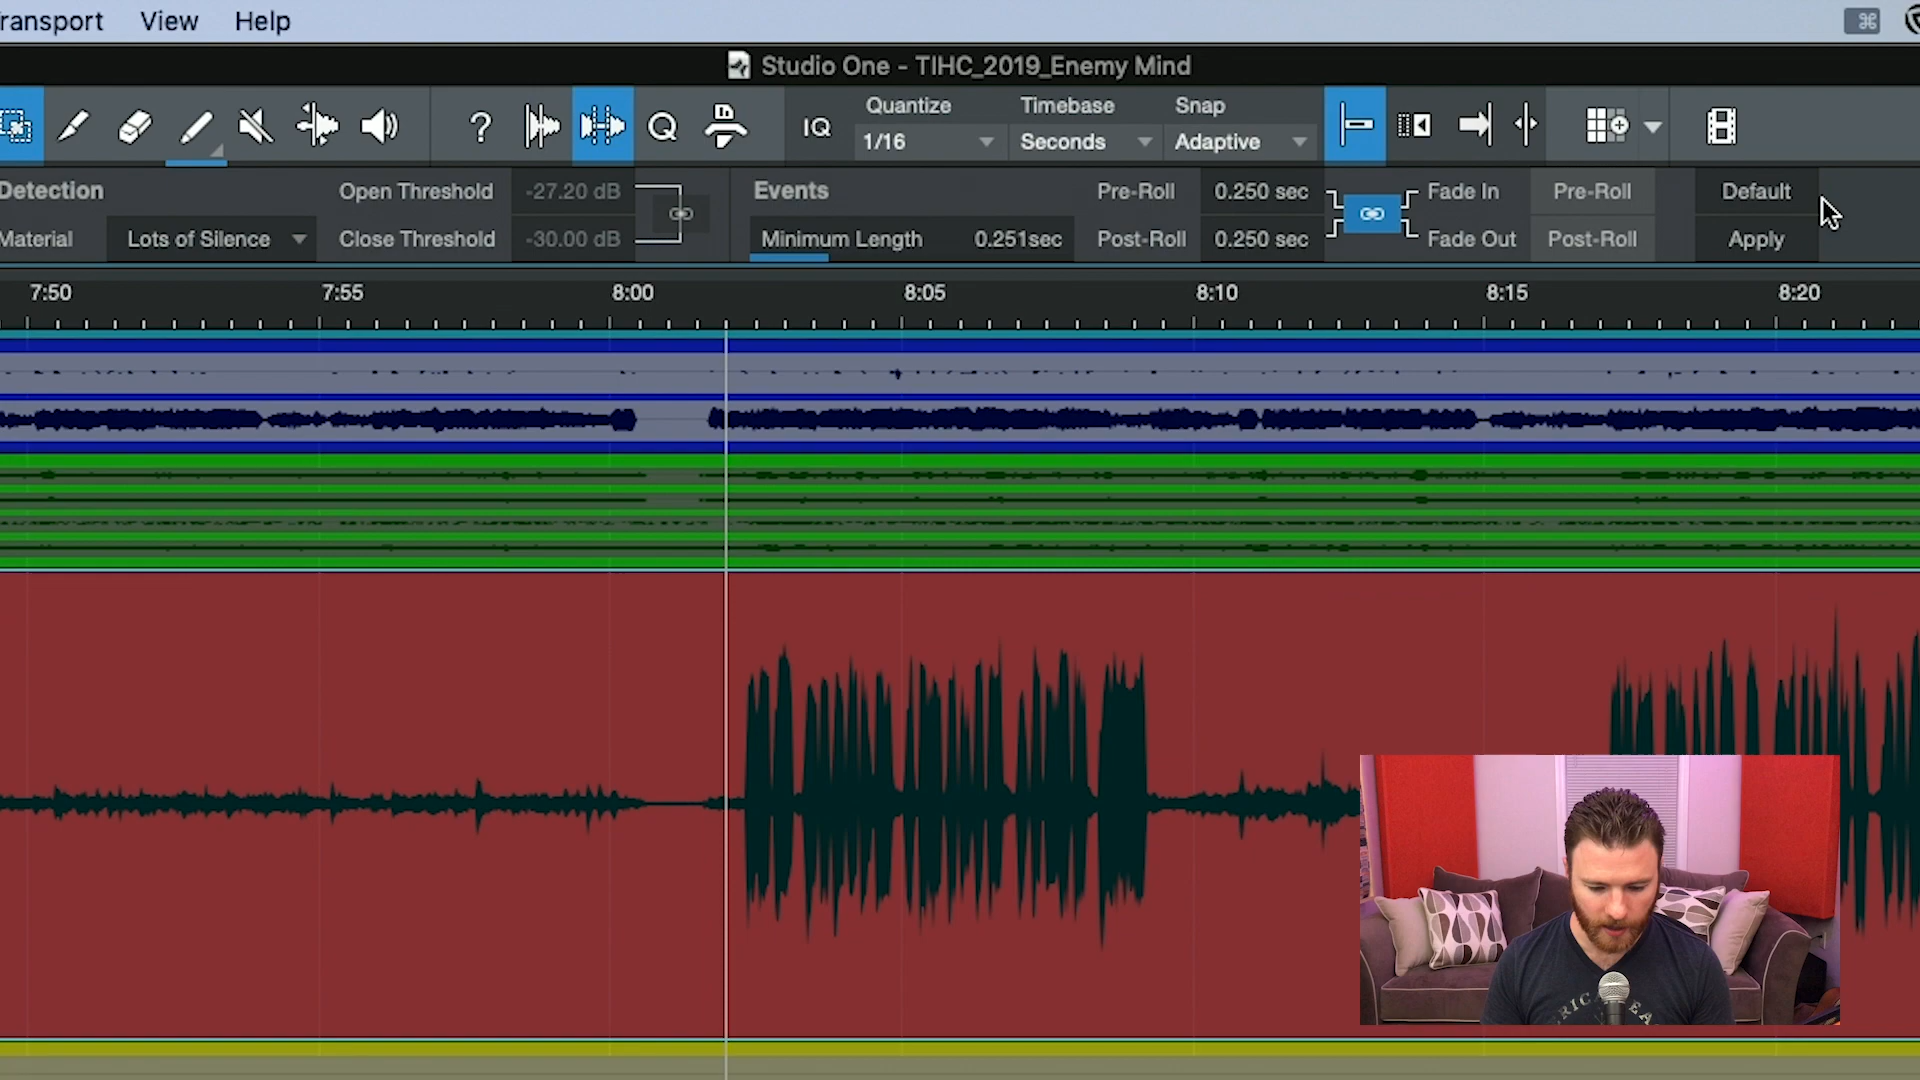 ransport View Help
Studio One - TIHC_2019_Enemy Mind
? Q IQ Quantize Timebase Snap
1/16 Seconds Adaptive
Detection Open Threshold -27.20 dB Events Pre-Roll 0.250 sec Fade In Pre-Roll Default
Material Lots of Silence Close Threshold -30.00 dB Minimum Length 0.251sec Post-Roll 0.250 sec Fade Out Post-Roll Apply
7:50 7:55 8:00 8:05 8:10 8:15 8:20